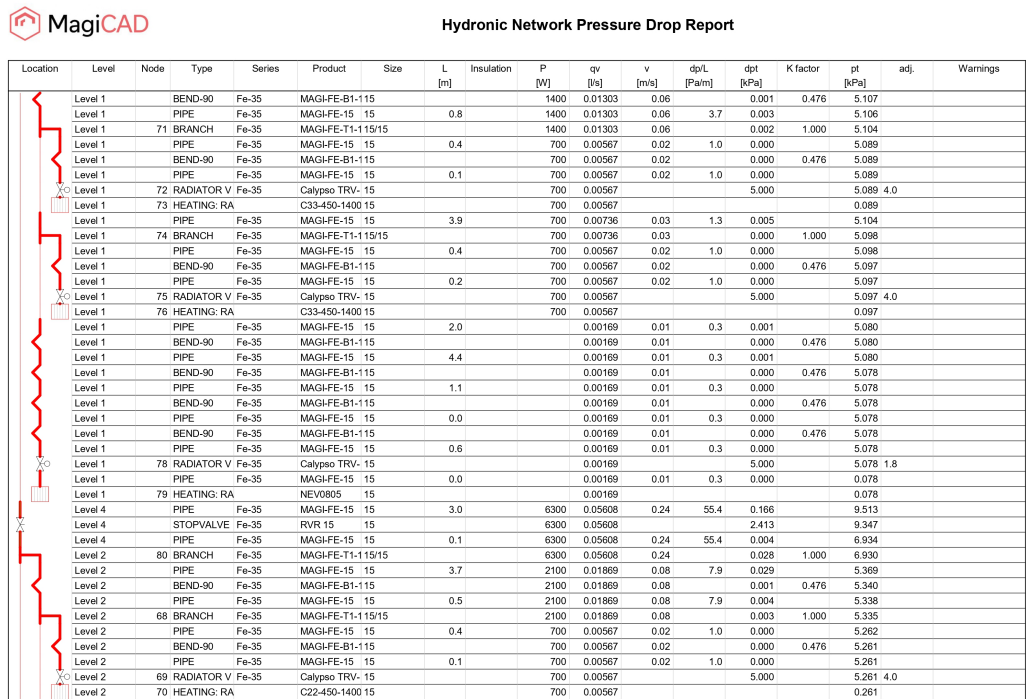 MagiCAD
Hydronic Network Pressure Drop Report
Location Level Node Type Series Product Size L Insulation P qv v dp/L dpt K factor pt adj. Warnings
[m] [W] [l/s] [m/s] [Pa/m] [kPa] [kPa]
Level 1 BEND-90 Fe-35 MAGI-FE-B1-115 1400 0.01303 0.06 0.001 0.476 5.107
Level 1 PIPE Fe-35 MAGI-FE-15 15 0.8 1400 0.01303 0.06 3.7 0.003 5.106
Level 1 71 BRANCH Fe-35 MAGI-FE-T1-115/15 1400 0.01303 0.06 0.002 1.000 5.104
Level 1 PIPE Fe-35 MAGI-FE-15 15 0.4 700 0.00567 0.02 1.0 0.000 5.089
Level 1 BEND-90 Fe-35 MAGI-FE-B1-115 700 0.00567 0.02 0.000 0.476 5.089
Level 1 PIPE Fe-35 MAGI-FE-15 15 0.1 700 0.00567 0.02 1.0 0.000 5.089
Level 1 72 RADIATOR V Fe-35 Calypso TRV- 15 700 0.00567 5.000 5.089 4.0
Level 1 73 HEATING: RA C33-450-1400 15 700 0.00567 0.089
Level 1 PIPE Fe-35 MAGI-FE-15 15 3.9 700 0.00736 0.03 1.3 0.005 5.104
Level 1 74 BRANCH Fe-35 MAGI-FE-T1-115/15 700 0.00736 0.03 0.000 1.000 5.098
Level 1 PIPE Fe-35 MAGI-FE-15 15 0.4 700 0.00567 0.02 1.0 0.000 5.098
Level 1 BEND-90 Fe-35 MAGI-FE-B1-115 700 0.00567 0.02 0.000 0.476 5.097
Level 1 PIPE Fe-35 MAGI-FE-15 15 0.2 700 0.00567 0.02 1.0 0.000 5.097
Level 1 75 RADIATOR V Fe-35 Calypso TRV- 15 700 0.00567 5.000 5.097 4.0
Level 1 76 HEATING: RA C33-450-1400 15 700 0.00567 0.097
Level 1 PIPE Fe-35 MAGI-FE-15 15 2.0 0.00169 0.01 0.3 0.001 5.080
Level 1 BEND-90 Fe-35 MAGI-FE-B1-115 0.00169 0.01 0.000 0.476 5.080
Level 1 PIPE Fe-35 MAGI-FE-15 15 4.4 0.00169 0.01 0.3 0.001 5.080
Level 1 BEND-90 Fe-35 MAGI-FE-B1-115 0.00169 0.01 0.000 0.476 5.078
Level 1 PIPE Fe-35 MAGI-FE-15 15 1.1 0.00169 0.01 0.3 0.000 5.078
Level 1 BEND-90 Fe-35 MAGI-FE-B1-115 0.00169 0.01 0.000 0.476 5.078
Level 1 PIPE Fe-35 MAGI-FE-15 15 0.0 0.00169 0.01 0.3 0.000 5.078
Level 1 BEND-90 Fe-35 MAGI-FE-B1-115 0.00169 0.01 0.000 0.476 5.078
Level 1 PIPE Fe-35 MAGI-FE-15 15 0.6 0.00169 0.01 0.3 0.000 5.078
Level 1 78 RADIATOR V Fe-35 Calypso TRV- 15 0.00169 5.000 5.078 1.8
Level 1 PIPE Fe-35 MAGI-FE-15 15 0.0 0.00169 0.01 0.3 0.000 0.078
Level 1 79 HEATING: RA NEV0805 15 0.00169 0.078
Level 4 PIPE Fe-35 MAGI-FE-15 15 3.0 6300 0.05608 0.24 55.4 0.166 9.513
Level 4 STOPVALVE Fe-35 RVR 15 15 6300 0.05608 2.413 9.347
Level 4 PIPE Fe-35 MAGI-FE-15 15 0.1 6300 0.05608 0.24 55.4 0.004 6.934
Level 2 80 BRANCH Fe-35 MAGI-FE-T1-115/15 6300 0.05608 0.24 0.028 1.000 6.930
Level 2 PIPE Fe-35 MAGI-FE-15 15 3.7 2100 0.01869 0.08 7.9 0.029 5.369
Level 2 BEND-90 Fe-35 MAGI-FE-B1-115 2100 0.01869 0.08 0.001 0.476 5.340
Level 2 PIPE Fe-35 MAGI-FE-15 15 0.5 2100 0.01869 0.08 7.9 0.004 5.338
Level 2 68 BRANCH Fe-35 MAGI-FE-T1-115/15 2100 0.01869 0.08 0.003 1.000 5.335
Level 2 PIPE Fe-35 MAGI-FE-15 15 0.4 700 0.00567 0.02 1.0 0.000 5.262
Level 2 BEND-90 Fe-35 MAGI-FE-B1-115 700 0.00567 0.02 0.000 0.476 5.261
Level 2 PIPE Fe-35 MAGI-FE-15 15 0.1 700 0.00567 0.02 1.0 0.000 5.261
Level 2 69 RADIATOR V Fe-35 Calypso TRV- 15 700 0.00567 5.000 5.261 4.0
Level 2 70 HEATING: RA C22-450-1400 15 700 0.00567 0.261